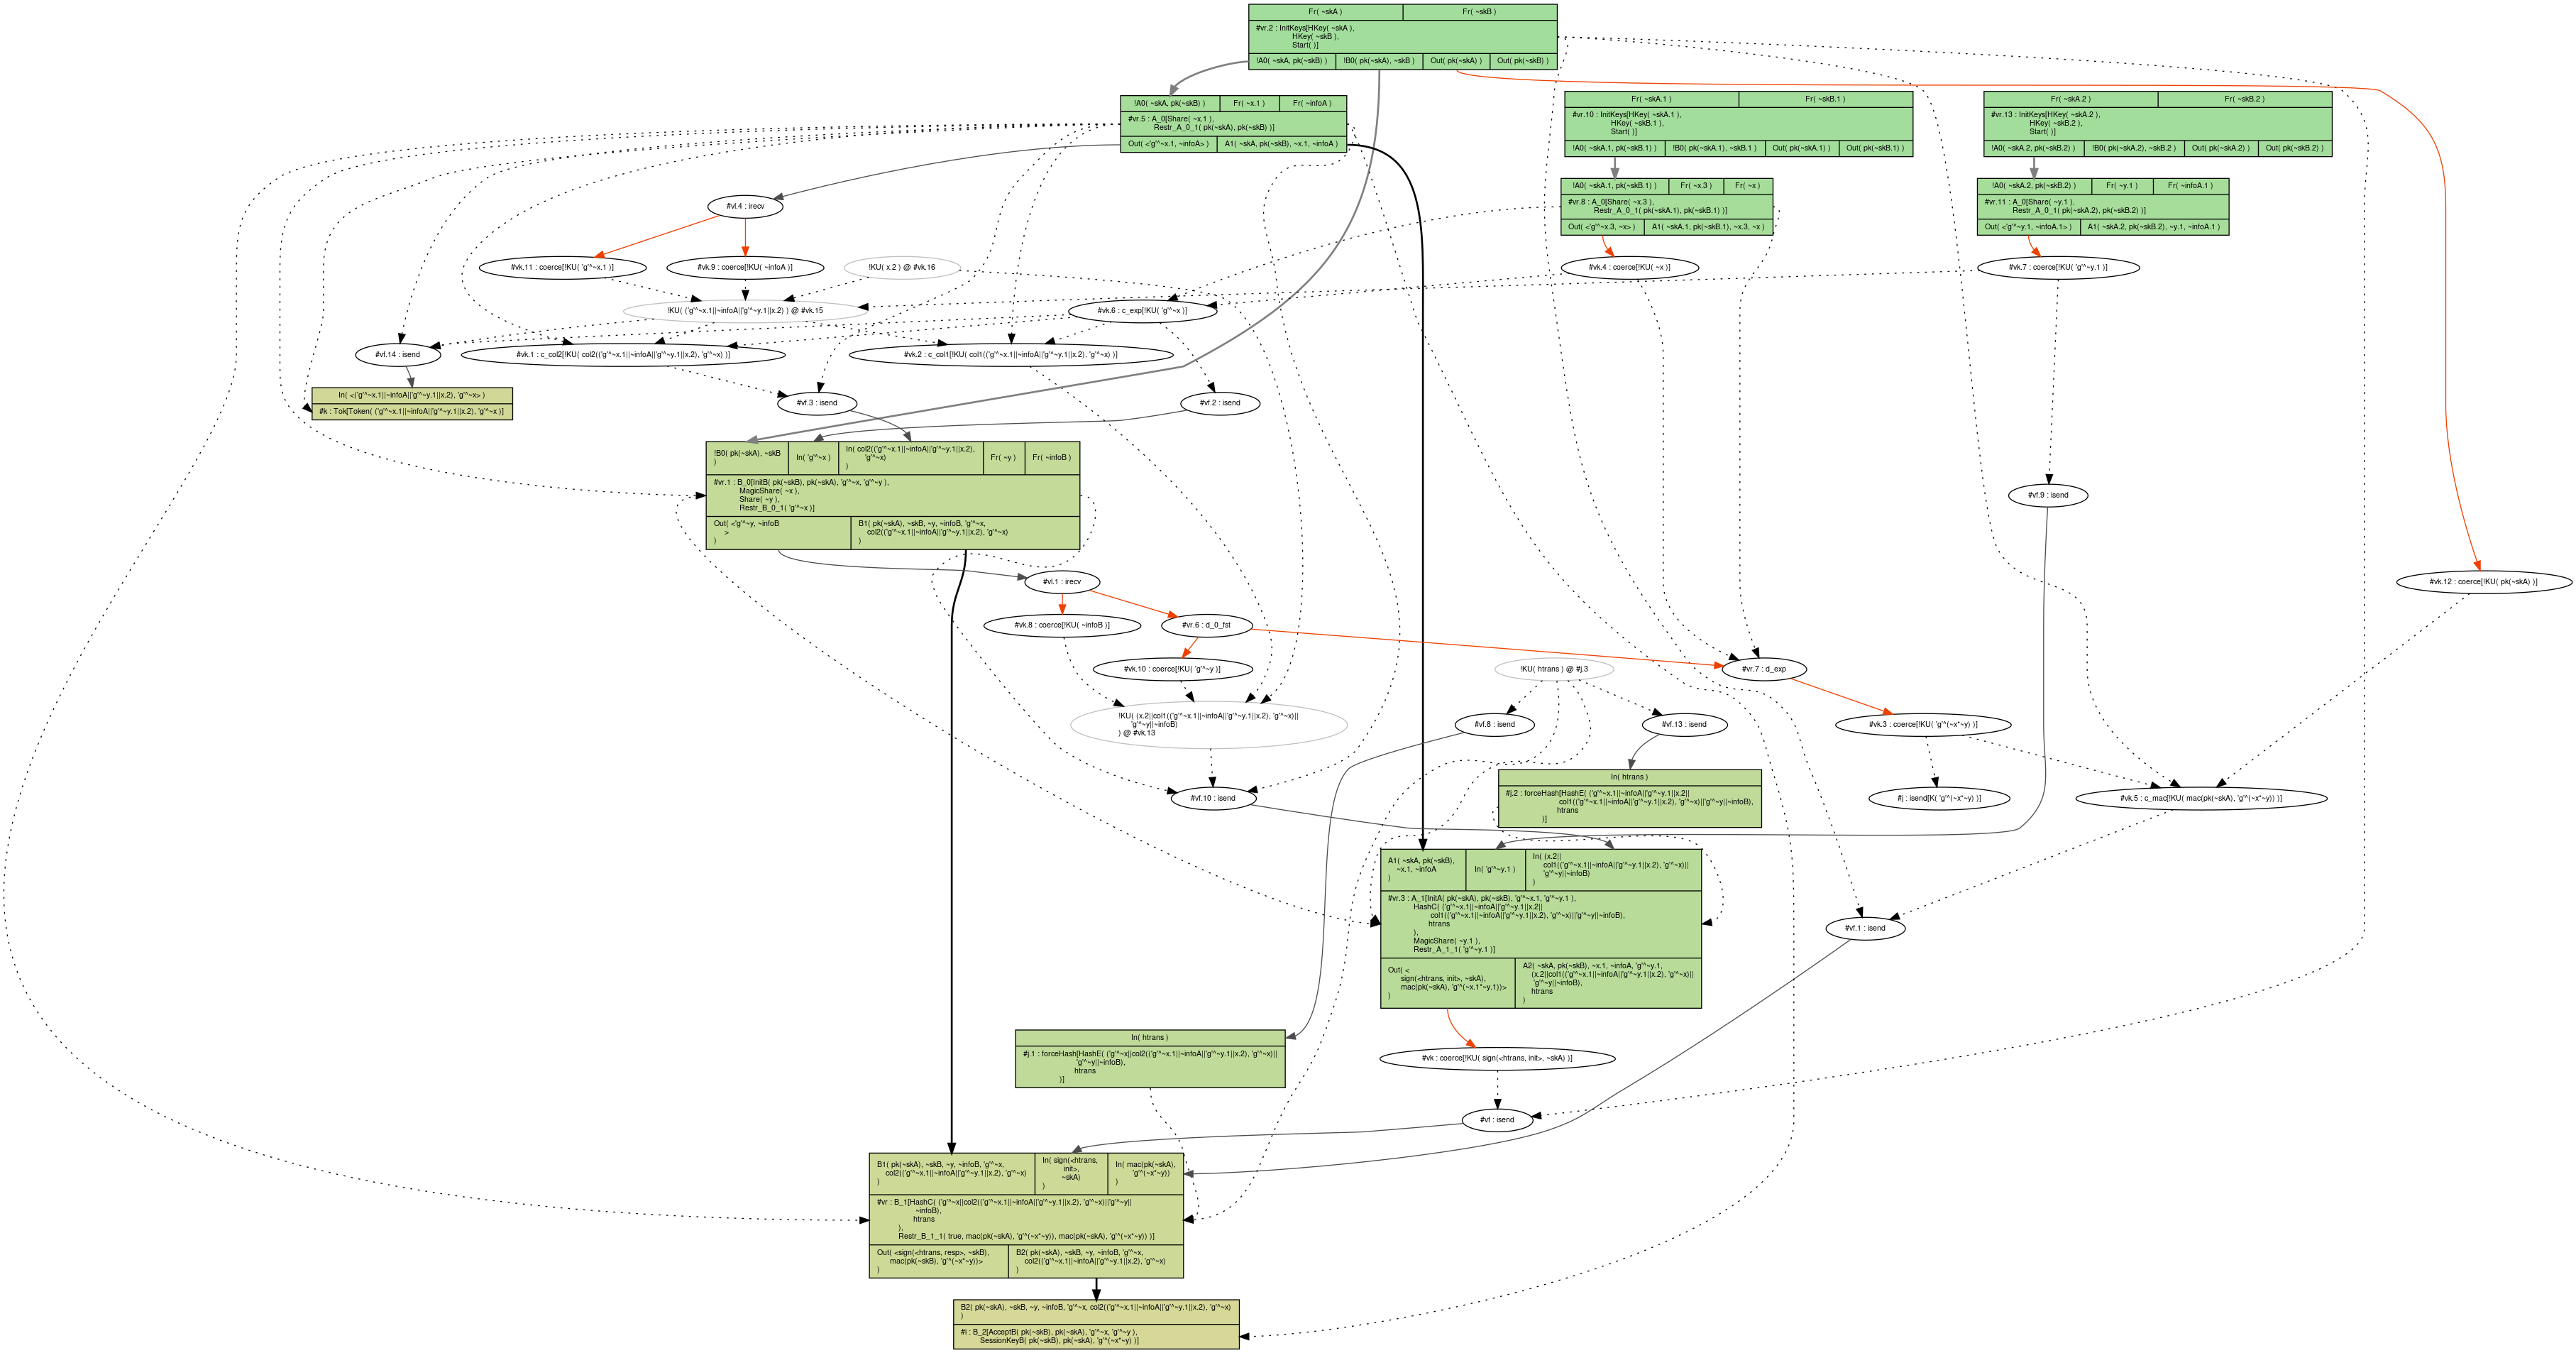 Fr( ~skA )
Fr( ~skB )
#vr.2 : InitKeys[HKey( ~skA ),
HKey( ~skB ),
Start( )]
!A0( ~skA, pk(~skB) )
!B0( pk(~skA), ~skB )
Out( pk(~skA) )
Out( pk(~skB) )
!A0( ~skA, pk(~skB) )
Fr( ~x.1 )
Fr( ~infoA )
#vr.5 : A_0[Share( ~x.1 ),
Restr_A_0_1( pk(~skA), pk(~skB) )]
Out( <'g'^~x.1, ~infoA> )
A1( ~skA, pk(~skB), ~x.1, ~infoA )
Fr( ~skA.1 )
Fr( ~skB.1 )
#vr.10 : InitKeys[HKey( ~skA.1 ),
HKey( ~skB.1 ),
Start( )]
!A0( ~skA.1, pk(~skB.1) )
!B0( pk(~skA.1), ~skB.1 )
Out( pk(~skA.1) )
Out( pk(~skB.1) )
Fr( ~skA.2 )
Fr( ~skB.2 )
#vr.13 : InitKeys[HKey( ~skA.2 ),
HKey( ~skB.2 ),
Start( )]
!A0( ~skA.2, pk(~skB.2) )
!B0( pk(~skA.2), ~skB.2 )
Out( pk(~skA.2) )
Out( pk(~skB.2) )
!A0( ~skA.1, pk(~skB.1) )
Fr( ~x.3 )
Fr( ~x )
#vr.8 : A_0[Share( ~x.3 ),
Restr_A_0_1( pk(~skA.1), pk(~skB.1) )]
Out( <'g'^~x.3, ~x> )
A1( ~skA.1, pk(~skB.1), ~x.3, ~x )
!A0( ~skA.2, pk(~skB.2) )
Fr( ~y.1 )
Fr( ~infoA.1 )
#vr.11 : A_0[Share( ~y.1 ),
Restr_A_0_1( pk(~skA.2), pk(~skB.2) )]
Out( <'g'^~y.1, ~infoA.1> )
A1( ~skA.2, pk(~skB.2), ~y.1, ~infoA.1 )
#vl.4 : irecv
#vk.11 : coerce[!KU( 'g'^~x.1 )]
#vk.9 : coerce[!KU( ~infoA )]
!KU( x.2 ) @ #vk.16
#vk.4 : coerce[!KU( ~x )]
#vk.7 : coerce[!KU( 'g'^~y.1 )]
!KU( ('g'^~x.1||~infoA||'g'^~y.1||x.2) ) @ #vk.15
#vk.6 : c_exp[!KU( 'g'^~x )]
#vf.14 : isend
#vk.1 : c_col2[!KU( col2(('g'^~x.1||~infoA||'g'^~y.1||x.2), 'g'^~x) )]
#vk.2 : c_col1[!KU( col1(('g'^~x.1||~infoA||'g'^~y.1||x.2), 'g'^~x) )]
In( <('g'^~x.1||~infoA||'g'^~y.1||x.2), 'g'^~x> )
#k : Tok[Token( ('g'^~x.1||~infoA||'g'^~y.1||x.2), 'g'^~x )]
#vf.3 : isend
#vf.2 : isend
!B0( pk(~skA), ~skB
)
In( 'g'^~x )
In( col2(('g'^~x.1||~infoA||'g'^~y.1||x.2),
'g'^~x)
)
Fr( ~y )
Fr( ~infoB )
#vr.1 : B_0[InitB( pk(~skB), pk(~skA), 'g'^~x, 'g'^~y ),
MagicShare( ~x ),
Share( ~y ),
Restr_B_0_1( 'g'^~x )]
Out( <'g'^~y, ~infoB
>
)
B1( pk(~skA), ~skB, ~y, ~infoB, 'g'^~x,
col2(('g'^~x.1||~infoA||'g'^~y.1||x.2), 'g'^~x)
)
#vf.9 : isend
#vl.1 : irecv
#vk.12 : coerce[!KU( pk(~skA) )]
#vk.8 : coerce[!KU( ~infoB )]
#vr.6 : d_0_fst
#vk.10 : coerce[!KU( 'g'^~y )]
!KU( htrans ) @ #j.3
#vr.7 : d_exp
!KU( (x.2||col1(('g'^~x.1||~infoA||'g'^~y.1||x.2), 'g'^~x)||
'g'^~y||~infoB)
) @ #vk.13
#vf.8 : isend
#vf.13 : isend
#vk.3 : coerce[!KU( 'g'^(~x*~y) )]
#vf.10 : isend
In( htrans )
#j.2 : forceHash[HashE( ('g'^~x.1||~infoA||'g'^~y.1||x.2||
col1(('g'^~x.1||~infoA||'g'^~y.1||x.2), 'g'^~x)||'g'^~y||~infoB),
htrans
)]
#j : isend[K( 'g'^(~x*~y) )]
#vk.5 : c_mac[!KU( mac(pk(~skA), 'g'^(~x*~y)) )]
A1( ~skA, pk(~skB),
~x.1, ~infoA
)
In( 'g'^~y.1 )
In( (x.2||
col1(('g'^~x.1||~infoA||'g'^~y.1||x.2), 'g'^~x)||
'g'^~y||~infoB)
)
#vr.3 : A_1[InitA( pk(~skA), pk(~skB), 'g'^~x.1, 'g'^~y.1 ),
HashC( ('g'^~x.1||~infoA||'g'^~y.1||x.2||
col1(('g'^~x.1||~infoA||'g'^~y.1||x.2), 'g'^~x)||'g'^~y||~infoB),
htrans
),
MagicShare( ~y.1 ),
Restr_A_1_1( 'g'^~y.1 )]
Out( <
sign(<htrans, init>, ~skA),
mac(pk(~skA), 'g'^(~x.1*~y.1))>
)
A2( ~skA, pk(~skB), ~x.1, ~infoA, 'g'^~y.1,
(x.2||col1(('g'^~x.1||~infoA||'g'^~y.1||x.2), 'g'^~x)||
'g'^~y||~infoB),
htrans
)
#vf.1 : isend
In( htrans )
#j.1 : forceHash[HashE( ('g'^~x||col2(('g'^~x.1||~infoA||'g'^~y.1||x.2), 'g'^~x)||
'g'^~y||~infoB),
htrans
)]
#vk : coerce[!KU( sign(<htrans, init>, ~skA) )]
#vf : isend
B1( pk(~skA), ~skB, ~y, ~infoB, 'g'^~x,
col2(('g'^~x.1||~infoA||'g'^~y.1||x.2), 'g'^~x)
)
In( sign(<htrans,
init>,
~skA)
)
In( mac(pk(~skA),
'g'^(~x*~y))
)
#vr : B_1[HashC( ('g'^~x||col2(('g'^~x.1||~infoA||'g'^~y.1||x.2), 'g'^~x)||'g'^~y||
~infoB),
htrans
),
Restr_B_1_1( true, mac(pk(~skA), 'g'^(~x*~y)), mac(pk(~skA), 'g'^(~x*~y)) )]
Out( <sign(<htrans, resp>, ~skB),
mac(pk(~skB), 'g'^(~x*~y))>
)
B2( pk(~skA), ~skB, ~y, ~infoB, 'g'^~x,
col2(('g'^~x.1||~infoA||'g'^~y.1||x.2), 'g'^~x)
)
B2( pk(~skA), ~skB, ~y, ~infoB, 'g'^~x, col2(('g'^~x.1||~infoA||'g'^~y.1||x.2), 'g'^~x)
)
#i : B_2[AcceptB( pk(~skB), pk(~skA), 'g'^~x, 'g'^~y ),
SessionKeyB( pk(~skB), pk(~skA), 'g'^(~x*~y) )]